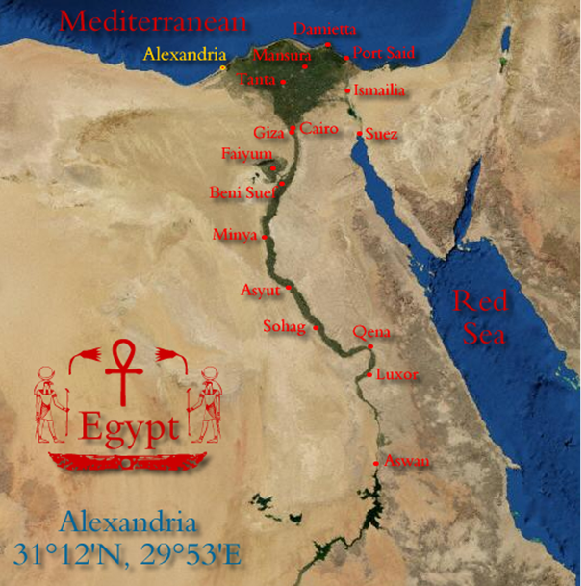 Mediterranean
Damietta
Alexandria
Mansura
Port Said
Tanta
Ismailia
Giza
Cairo
Suez
Faiyum
Beni Suef
Minya
Asyut
Red
Sea
Sohag
Qena
Luxor
Egypt
Aswan
Alexandria
31°12'N, 29°53'E